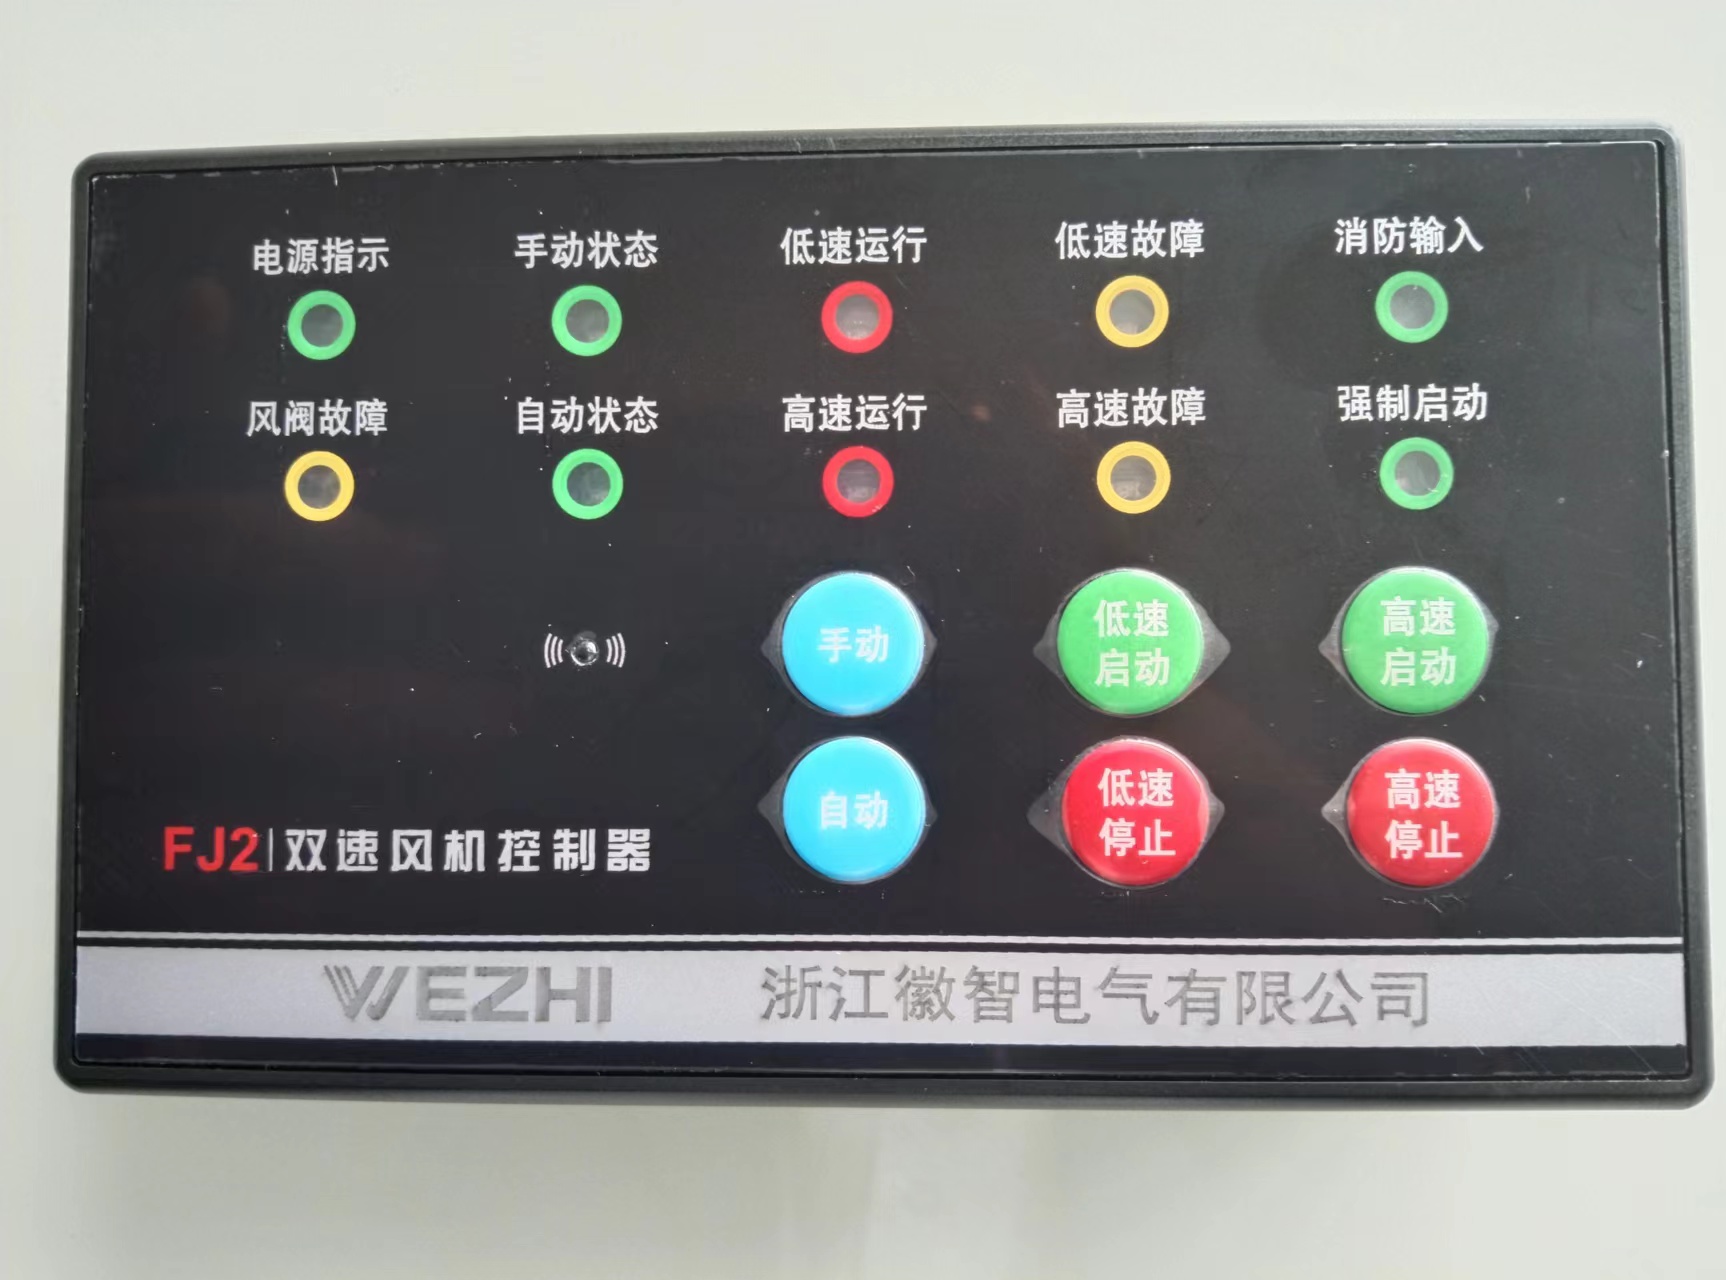 电源指示 手动状态 低速运行 低速故障 消防输入
风阀故障 自动状态 高速运行 高速故障 强制启动
手动
低速
启动
高速
启动
自动
低速
停止
高速
停止
FJ2|双速风机控制器
WEZHI 浙江徽智电气有限公司